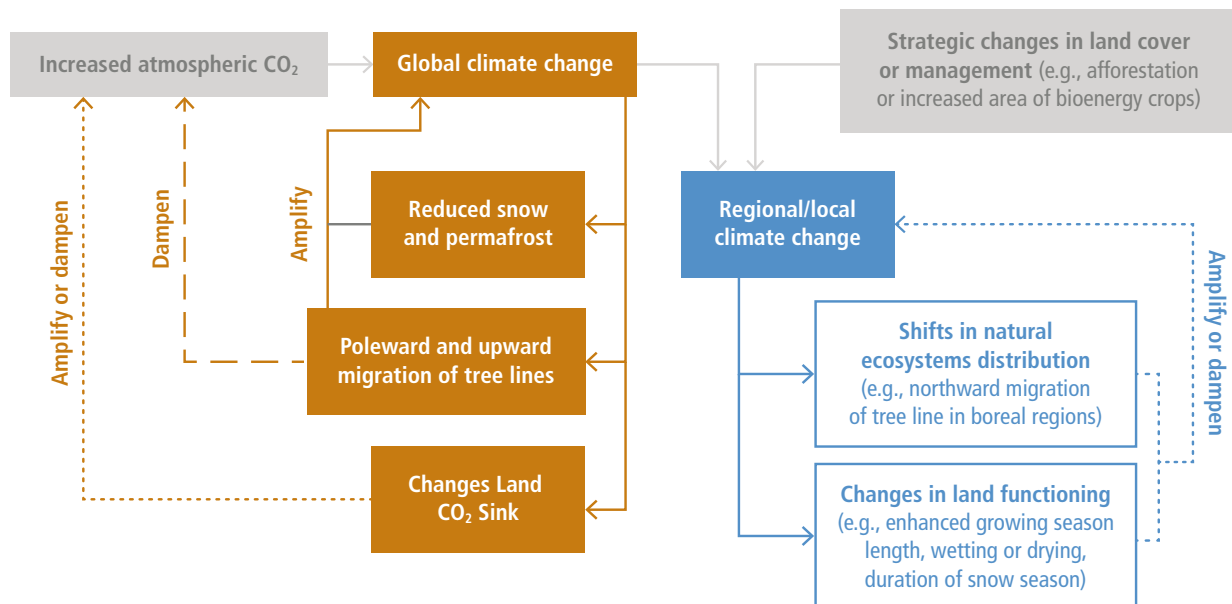 Increased atmospheric CO₂
Global climate change
Strategic changes in land cover
or management (e.g., afforestation
or increased area of bioenergy crops)
Reduced snow
and permafrost
Regional/local
climate change
Amplify or dampen
Dampen
Amplify
Poleward and upward
migration of tree lines
Shifts in natural
ecosystems distribution
(e.g., northward migration
of tree line in boreal regions)
Amplify or dampen
Changes Land
CO₂ Sink
Changes in land functioning
(e.g., enhanced growing season
length, wetting or drying,
duration of snow season)